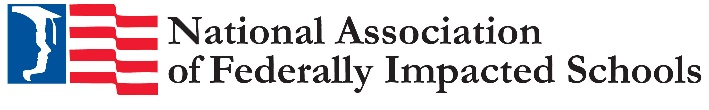 National Association
of Federally Impacted Schools